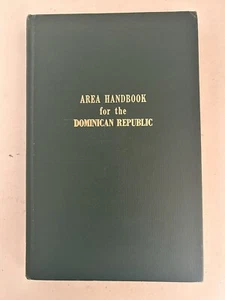 AREA HANDBOOK
for the
DOMINICAN REPUBLIC